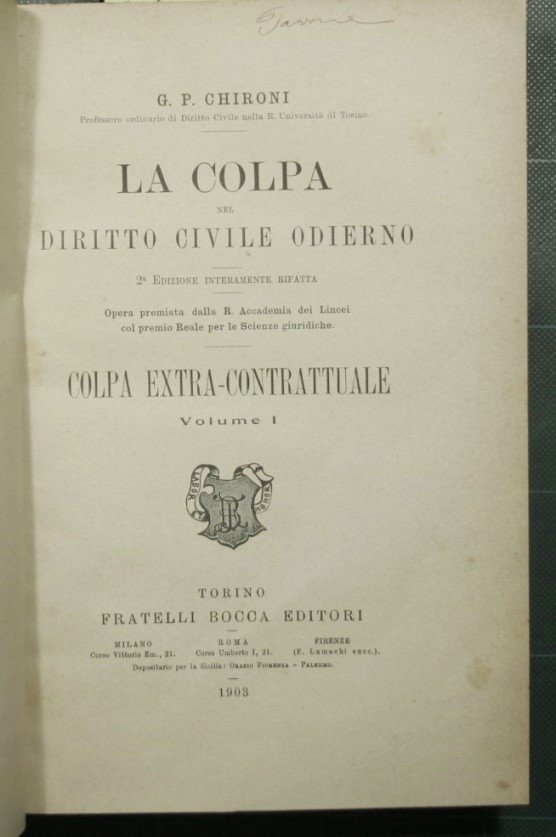 G. P. CHIRONI
Professore ordinario di Diritto Civile nella R. Università di Torino.
LA COLPA
NEL
DIRITTO CIVILE ODIERNO
2ª EDIZIONE INTERAMENTE RIFATTA
Opera premiata dalla R. Accademia dei Lincei
col premio Reale per le Scienze giuridiche.
COLPA EXTRA-CONTRATTUALE
Volume I
LABOR ET HONOR
TORINO
FRATELLI BOCCA EDITORI
MILANO ROMA FIRENZE
Corso Vittorio Em., 21. Corso Umberto I, 21. (F. Lumachi succ.).
Depositario per la Sicilia: ORAZIO FIORENZA - PALERMO.
1903